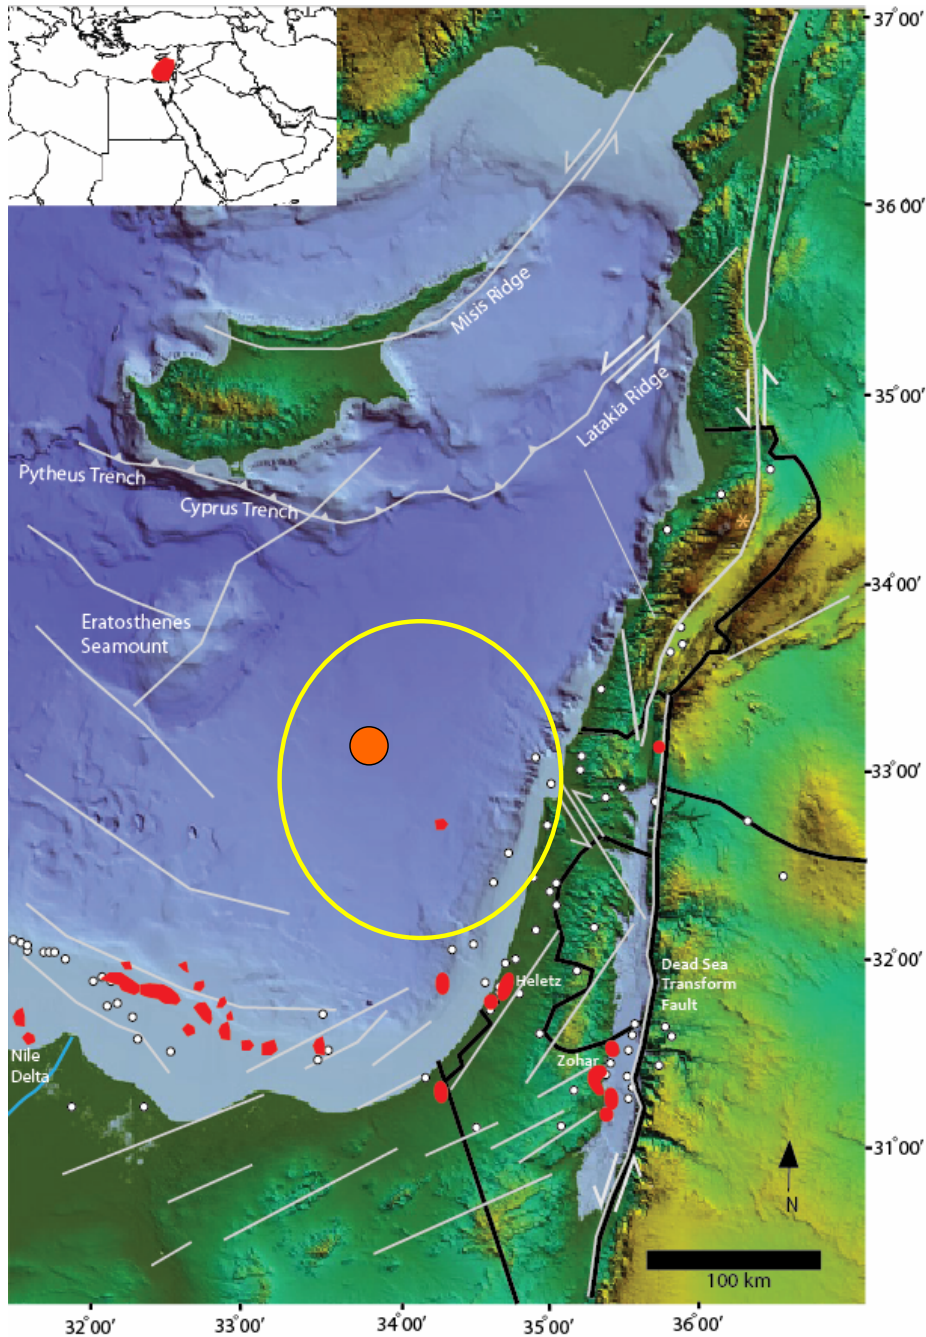 37°00′
36°00′
Misis Ridge
35°00′
Latakia Ridge
Pytheus Trench
Cyprus Trench
34°00′
Eratosthenes
Seamount
33°00′
32°00′
Dead Sea
Transform
Fault
Heletz
Nile
Delta
Zohar
31°00′
N
100 km
32°00′
33°00′
34°00′
35°00′
36°00′